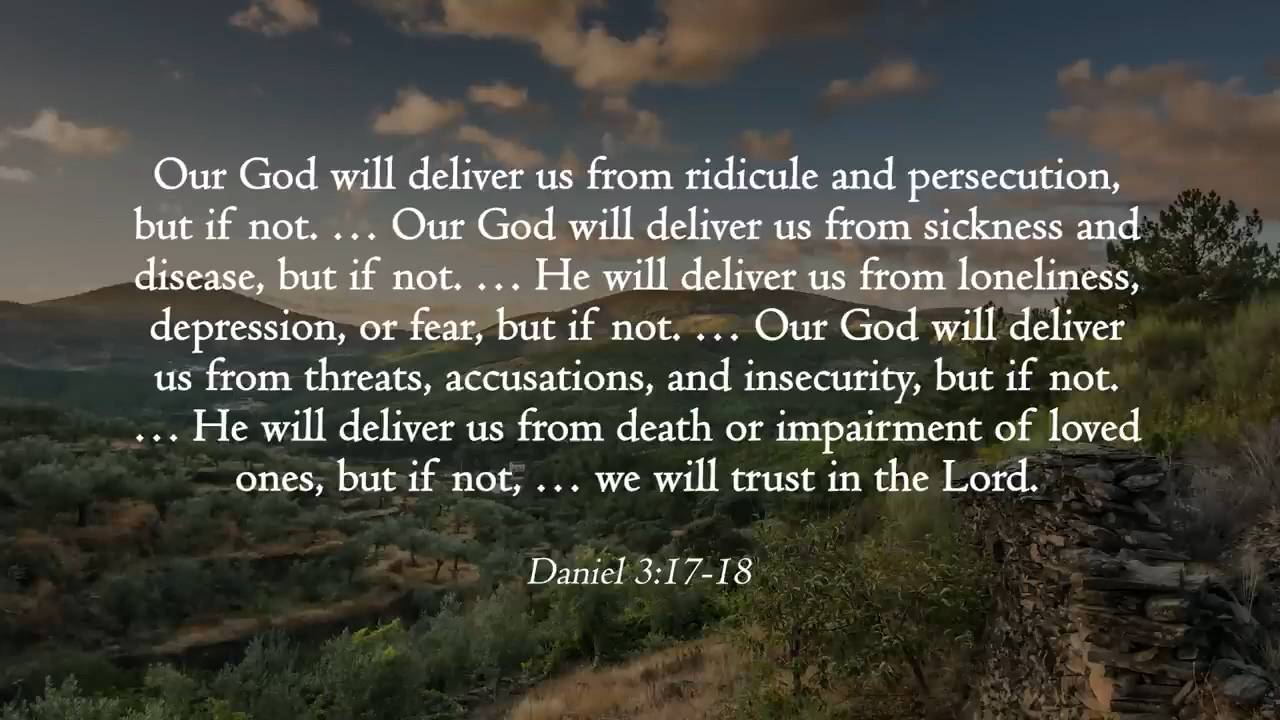 Our God will deliver us from ridicule and persecution,
but if not. … Our God will deliver us from sickness and
disease, but if not. … He will deliver us from loneliness,
depression, or fear, but if not. … Our God will deliver
us from threats, accusations, and insecurity, but if not.
… He will deliver us from death or impairment of loved
ones, but if not, … we will trust in the Lord.
Daniel 3:17-18